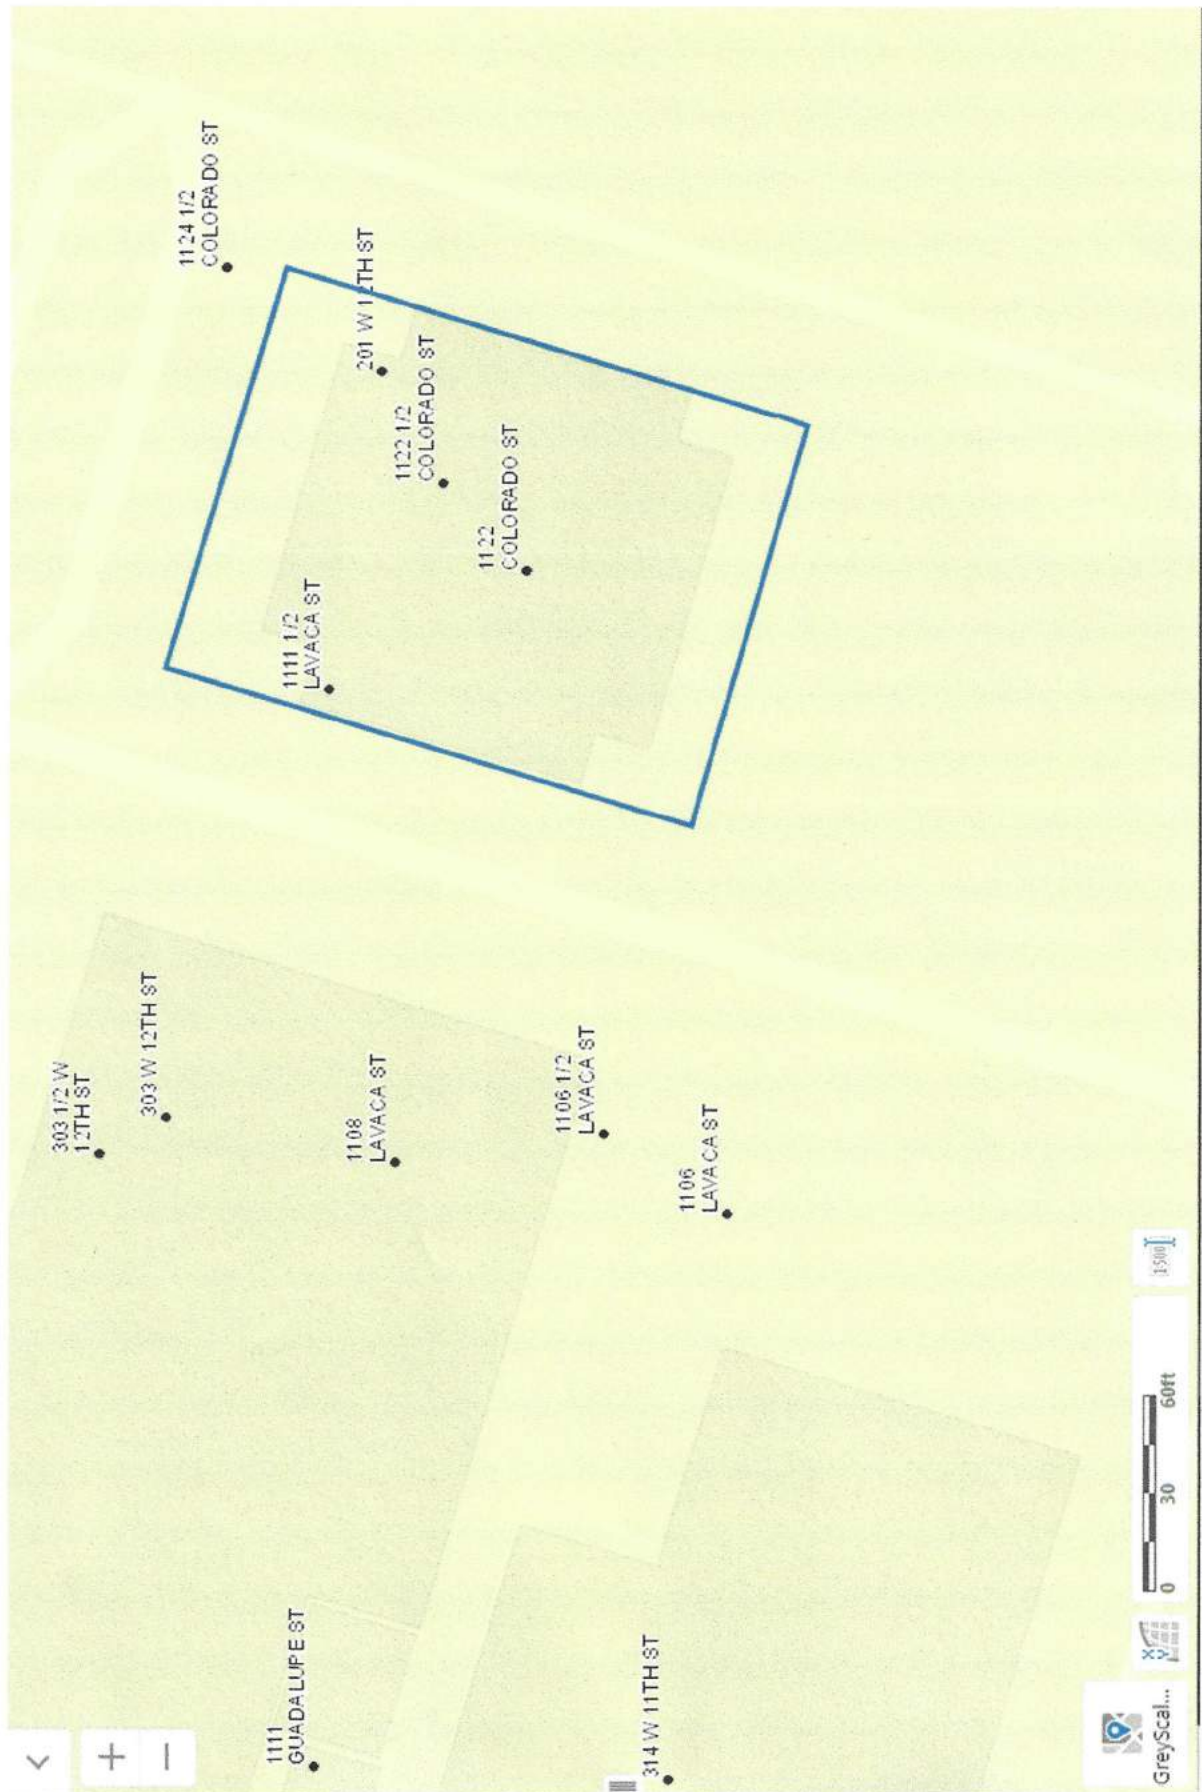 1124 1/2
COLORADO ST
201 W 12TH ST
1122 1/2
COLORADO ST
1122
COLORADO ST
1111 1/2
LAVACA ST
303 1/2 W
12TH ST
303 W 12TH ST
1108
LAVACA ST
1106 1/2
LAVACA ST
1106
LAVACA ST
1111
GUADALUPE ST
314 W 11TH ST
GreyScal...
X
Y
0
30
60ft
1:500